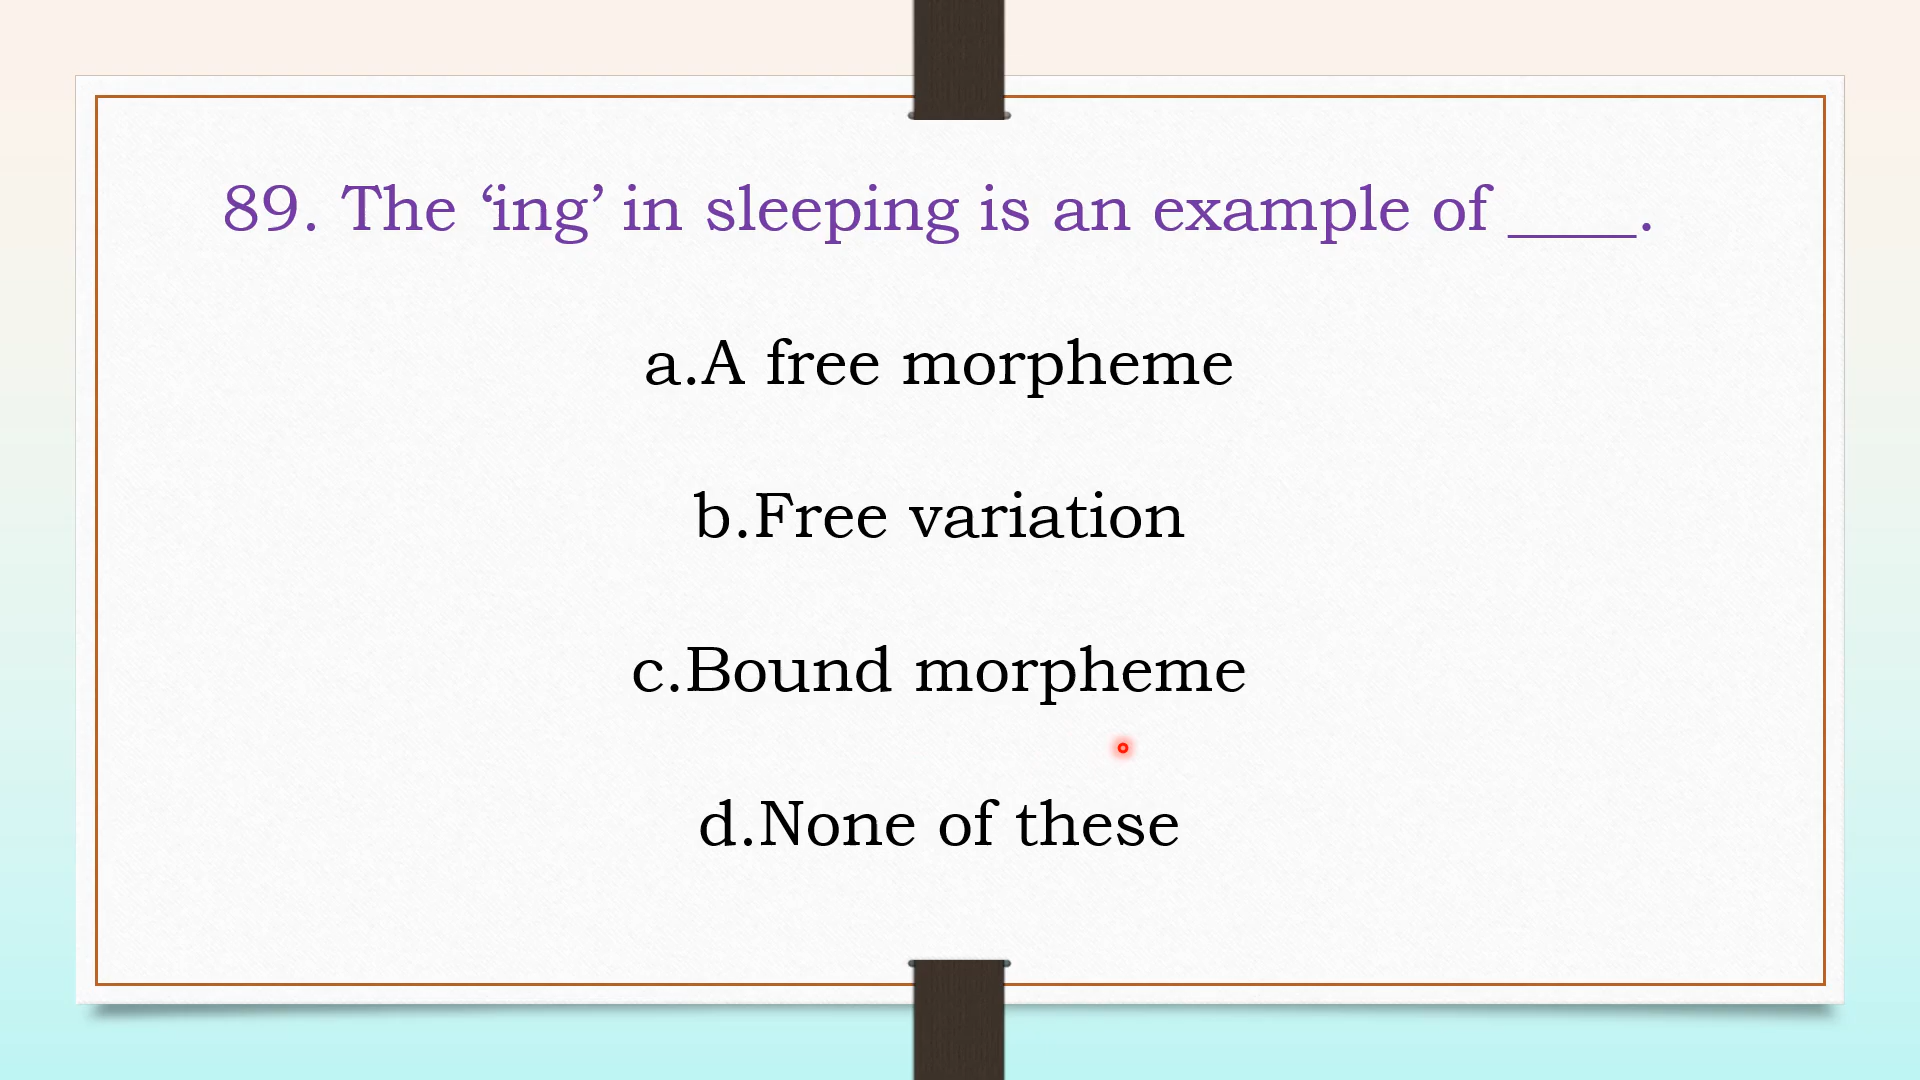 89. The ‘ing’ in sleeping is an example of ____.
a.A free morpheme
b.Free variation
c.Bound morpheme
d.None of these